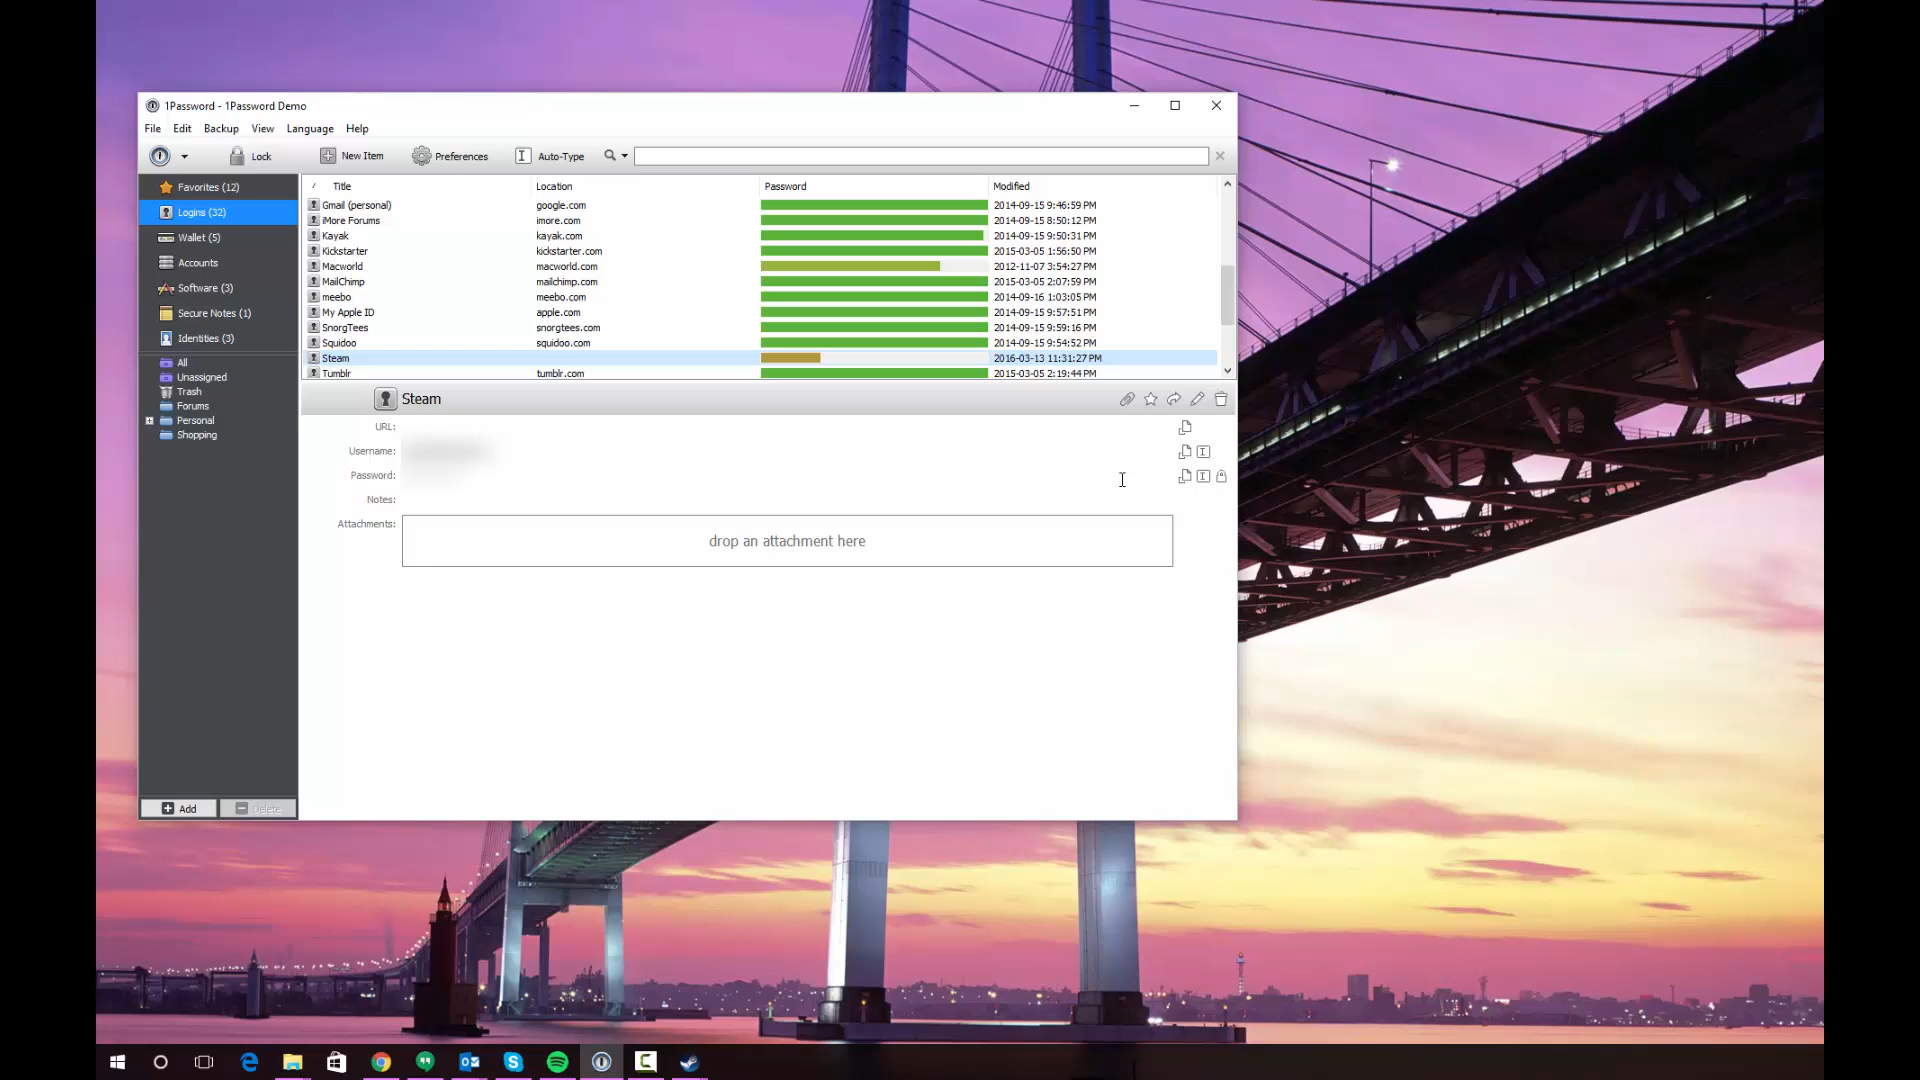 1Password - 1Password Demo
File Edit Backup View Language Help
Lock New Item Preferences Auto-Type
Favorites (12)
Logins (32)
Wallet (5)
Accounts
Software (3)
Secure Notes (1)
Identities (3)
All
Unassigned
Trash
Forums
Personal
Shopping
Add Delete
Title Location Password Modified
Gmail (personal) google.com 2014-09-15 9:46:59 PM
iMore Forums imore.com 2014-09-15 8:50:12 PM
Kayak kayak.com 2014-09-15 9:50:31 PM
Kickstarter kickstarter.com 2015-03-05 1:56:50 PM
Macworld macworld.com 2012-11-07 3:54:27 PM
MailChimp mailchimp.com 2015-03-05 2:07:59 PM
meebo meebo.com 2014-09-16 1:03:05 PM
My Apple ID apple.com 2014-09-15 9:57:51 PM
SnorgTees snorgtees.com 2014-09-15 9:59:16 PM
Squidoo squidoo.com 2014-09-15 9:54:52 PM
Steam 2016-03-13 11:31:27 PM
Tumblr tumblr.com 2015-03-05 2:19:44 PM
Steam
URL:
Username:
Password:
Notes:
Attachments:
drop an attachment here